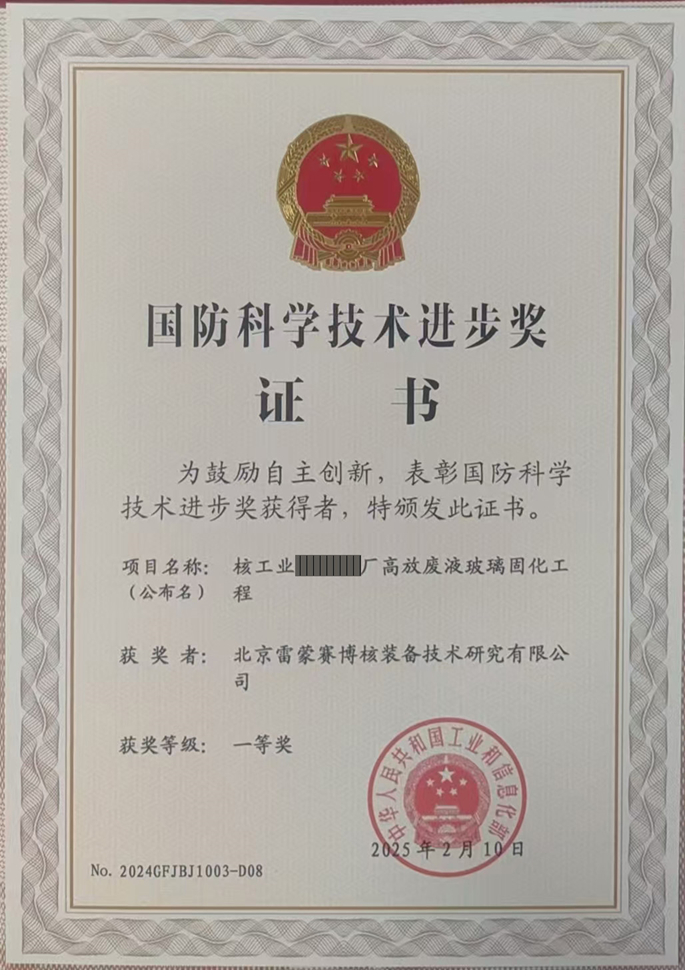 国防科学技术进步奖
证 书
为鼓励自主创新，表彰国防科学
技术进步奖获得者，特颁发此证书。
项目名称： 核工业 厂高放废液玻璃固化工
（公布名） 程
获 奖 者： 北京雷蒙赛博核装备技术研究有限公
司
获奖等级： 一等奖
中华人民共和国工业和信息化部
2025年2月10日
No. 2024GFJBJ1003-D08